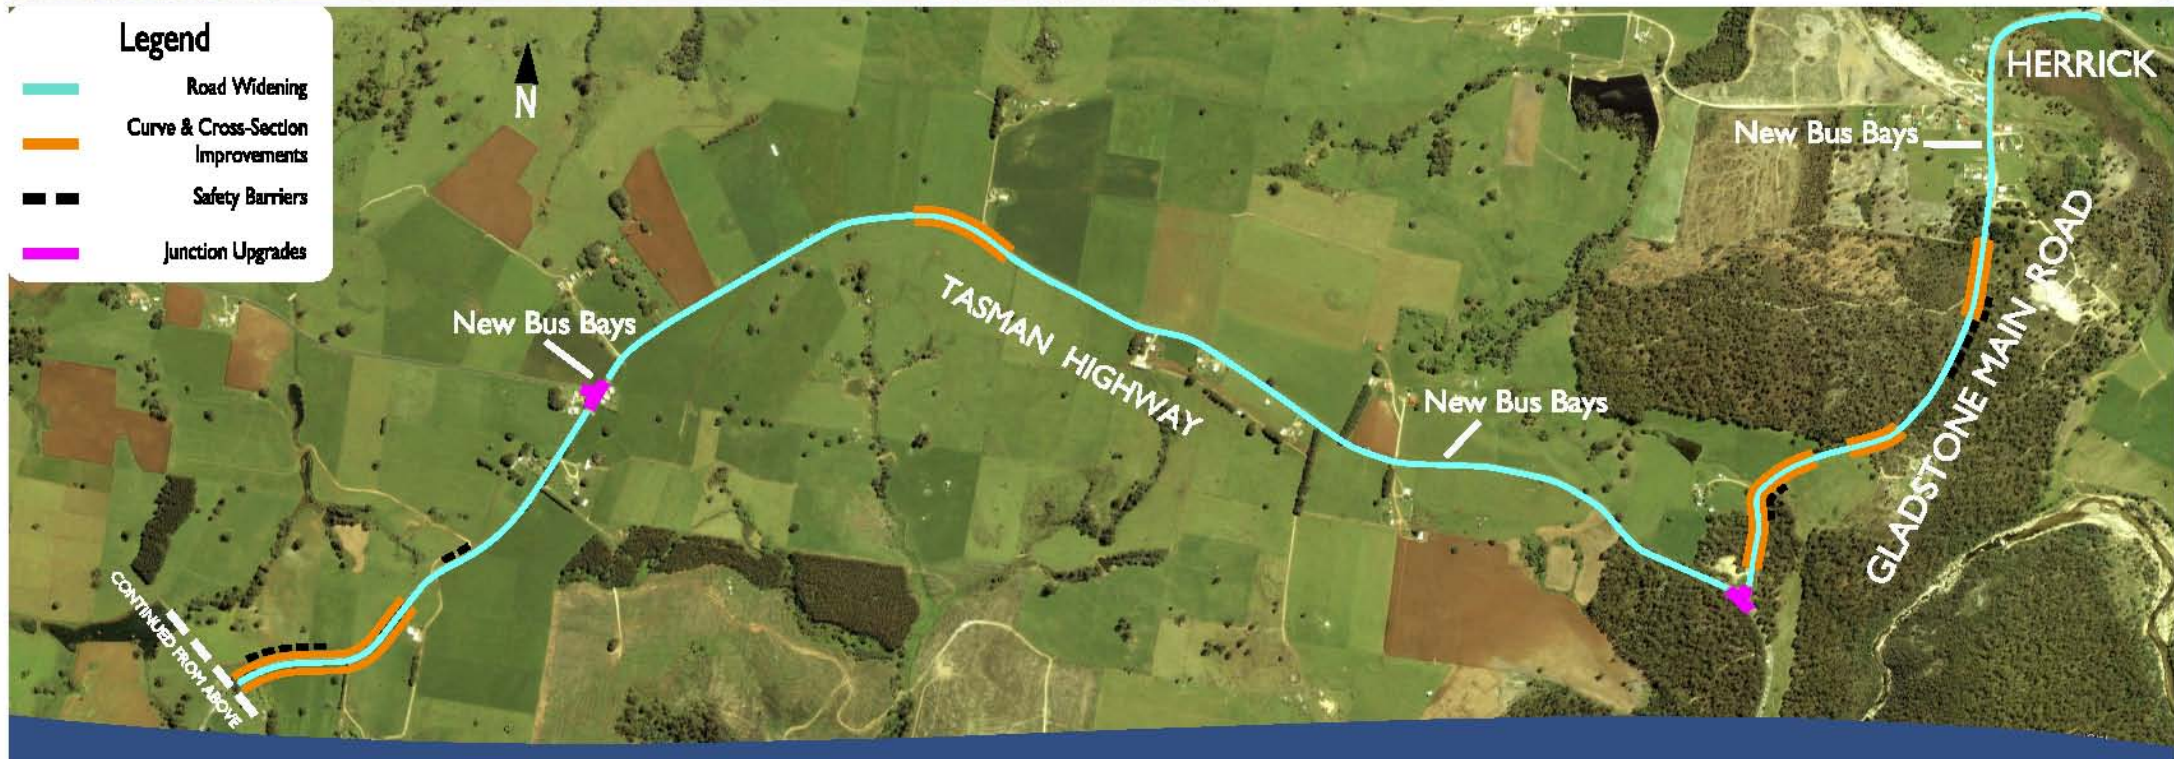 Legend
Road Widening
Curve & Cross-Section
Improvements
Safety Barriers
Junction Upgrades
N
HERRICK
New Bus Bays
New Bus Bays
TASMAN HIGHWAY
New Bus Bays
GLADSTONE MAIN ROAD
CONTINUED FROM ABOVE